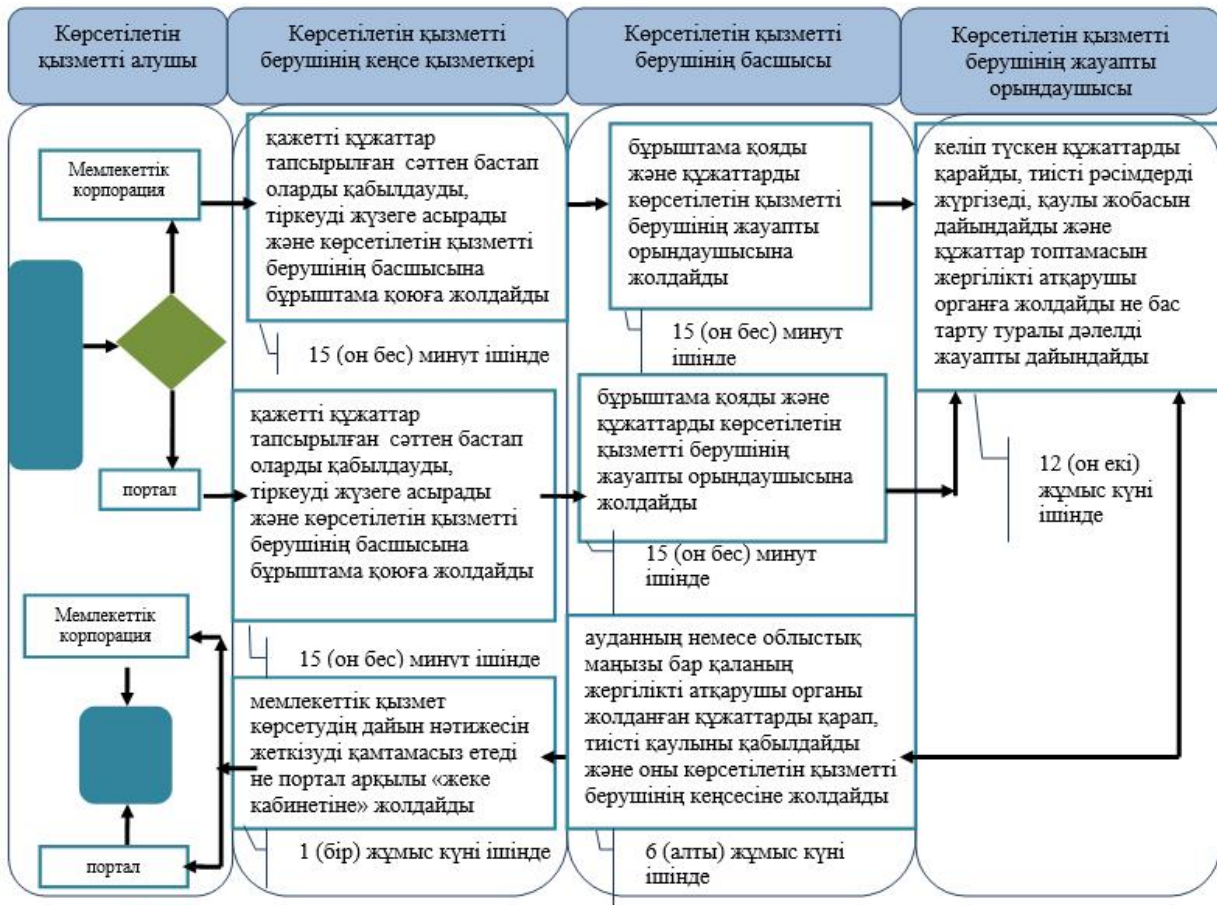 Көрсетілетін
қызметті алушы
Көрсетілетін қызметті
берушінің кеңсе қызметкері
Көрсетілетін қызметті
берушінің басшысы
Көрсетілетін қызметті
берушінің жауапты
орындаушысы
Мемлекеттік
корпорация
қажетті құжаттар
тапсырылған сәттен бастап
оларды қабылдауды,
тіркеуді жүзеге асырады
және көрсетілетін қызметті
берушінің басшысына
бұрыштама қоюға жолдайды
15 (он бес) минут ішінде
бұрыштама қояды
және құжаттарды
көрсетілетін қызметті
берушінің жауапты
орындаушысына
жолдайды
15 (он бес) минут
ішінде
келіп түскен құжаттарды
қарайды, тиісті рәсімдерді
жүргізеді, қаулы жобасын
дайындайды және
құжаттар топтамасын
жергілікті атқарушы
органға жолдайды не бас
тарту туралы дәлелді
жауапты дайындайды
12 (он екі)
жұмыс күні
ішінде
портал
қажетті құжаттар
тапсырылған сәттен бастап
оларды қабылдауды,
тіркеуді жүзеге асырады
және көрсетілетін қызметті
берушінің басшысына
бұрыштама қоюға жолдайды
15 (он бес) минут ішінде
бұрыштама қояды және
құжаттарды көрсетілетін
қызметті берушінің
жауапты орындаушысына
жолдайды
15 (он бес) минут
ішінде
Мемлекеттік
корпорация
мемлекеттік қызмет
көрсетудің дайын нәтижесін
жеткізуді қамтамасыз етеді
не портал арқылы «жеке
кабинетіне» жолдайды
1 (бір) жұмыс күні ішінде
ауданның немесе облыстық
маңызы бар қаланың
жергілікті атқарушы органы
жолданған құжаттарды қарап,
тиісті қаулыны қабылдайды
және оны көрсетілетін қызметті
берушінің кеңсесіне жолдайды
6 (алты) жұмыс күні
ішінде
портал